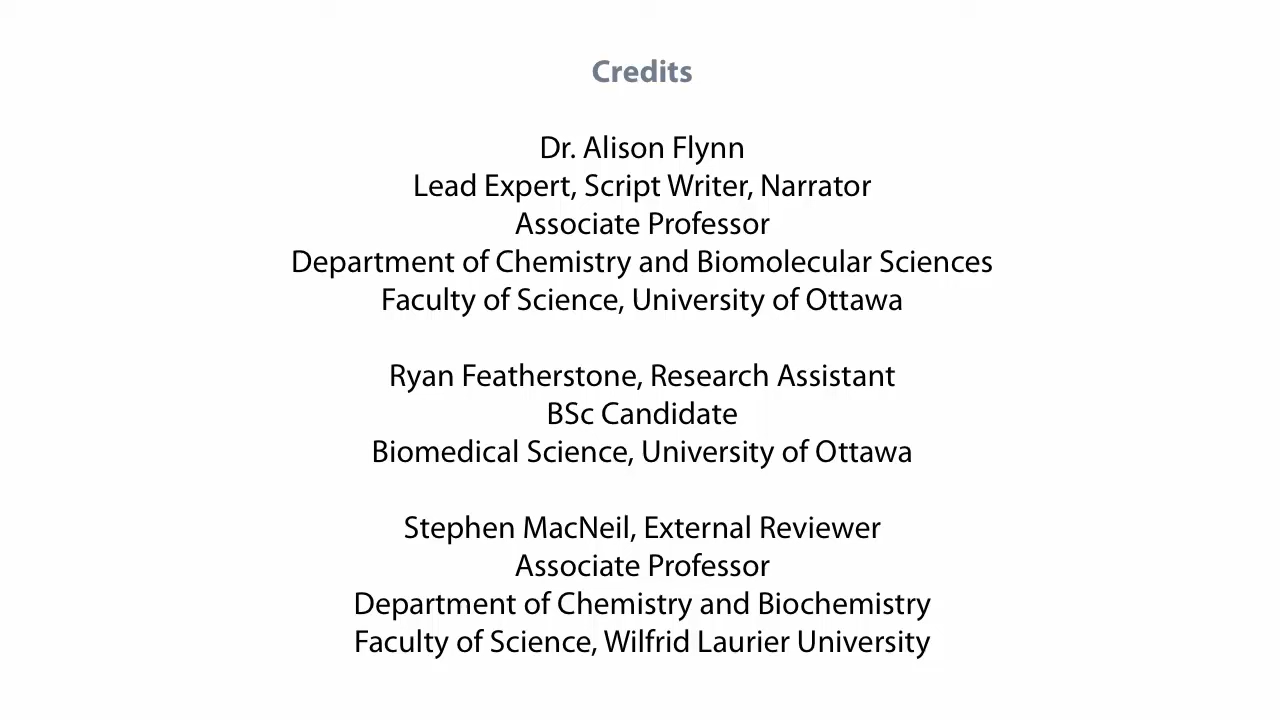 Credits
Dr. Alison Flynn
Lead Expert, Script Writer, Narrator
Associate Professor
Department of Chemistry and Biomolecular Sciences
Faculty of Science, University of Ottawa
Ryan Featherstone, Research Assistant
BSc Candidate
Biomedical Science, University of Ottawa
Stephen MacNeil, External Reviewer
Associate Professor
Department of Chemistry and Biochemistry
Faculty of Science, Wilfrid Laurier University